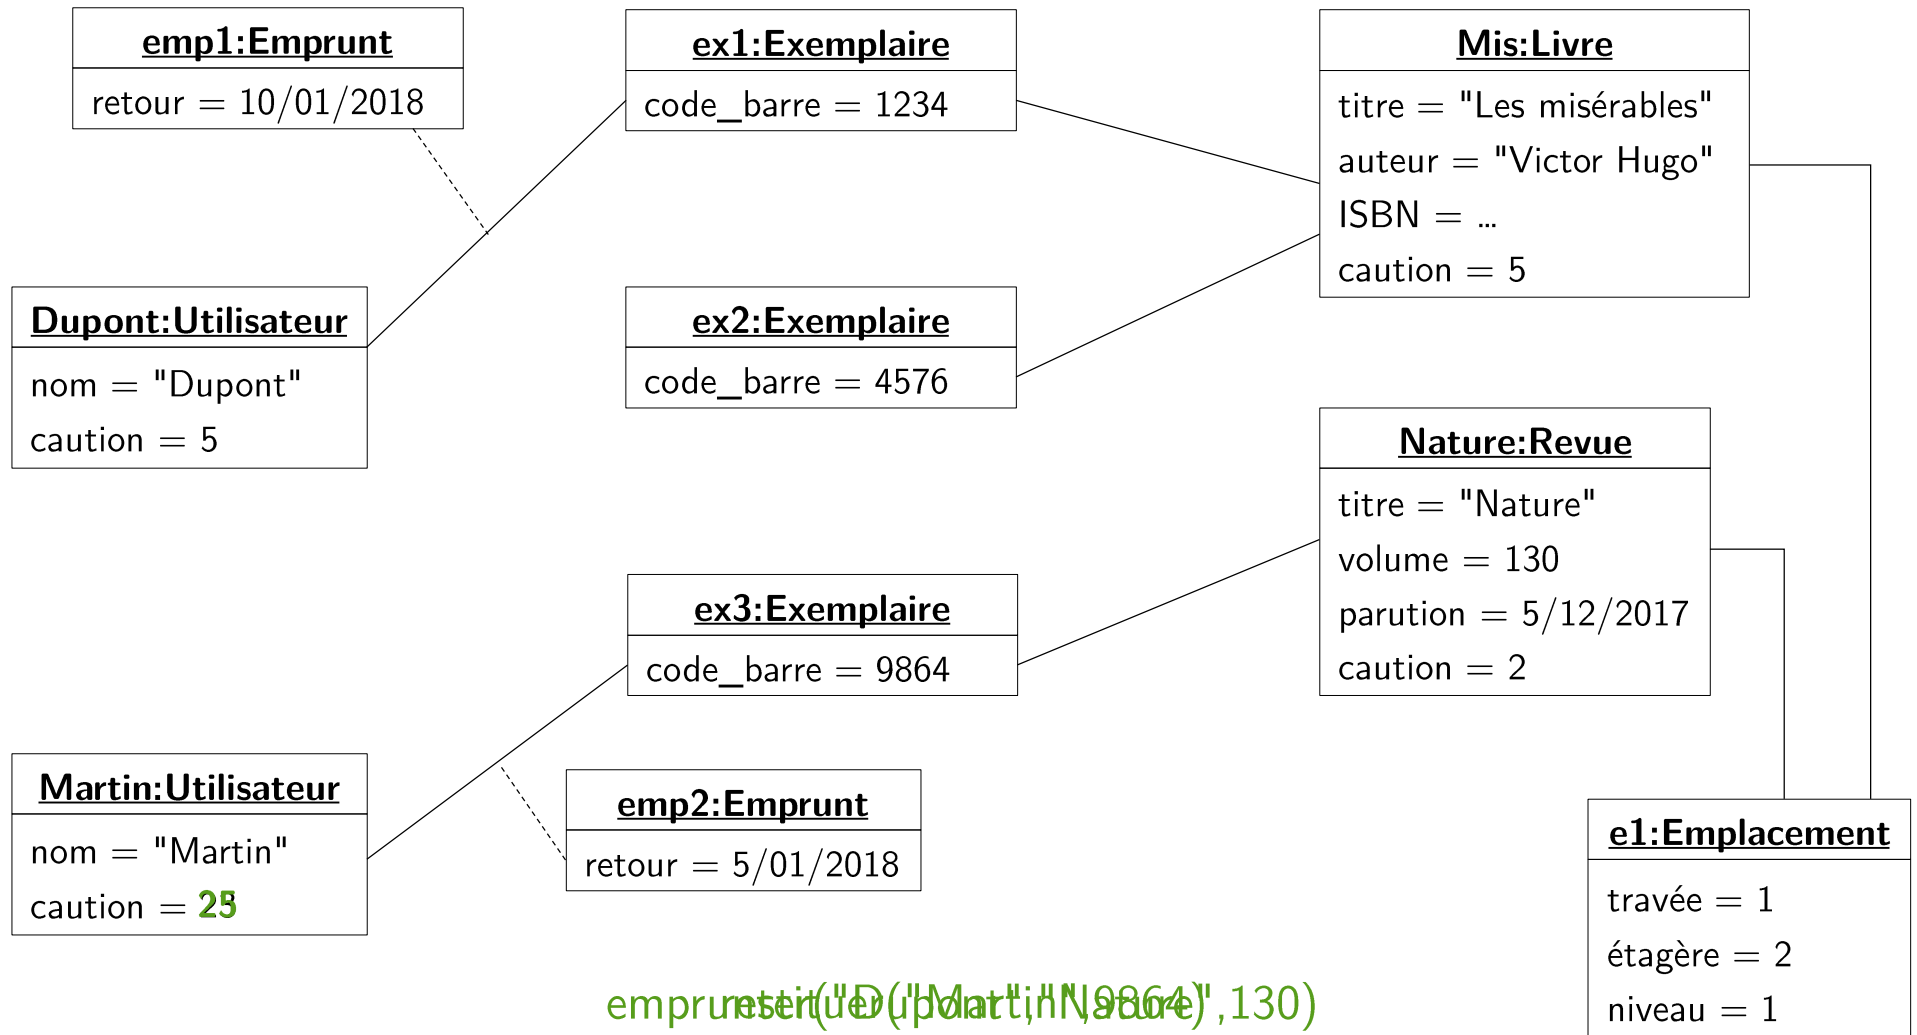 emp1:Emprunt
retour = 10/01/2018
ex1:Exemplaire
code_barre = 1234
Mis:Livre
titre = "Les misérables"
auteur = "Victor Hugo"
ISBN = ...
caution = 5
Dupont:Utilisateur
nom = "Dupont"
caution = 5
ex2:Exemplaire
code_barre = 4576
Nature:Revue
titre = "Nature"
volume = 130
parution = 5/12/2017
caution = 2
ex3:Exemplaire
code_barre = 9864
Martin:Utilisateur
nom = "Martin"
caution =
emp2:Emprunt
retour = 5/01/2018
e1:Emplacement
travée = 1
étagère = 2
niveau = 1